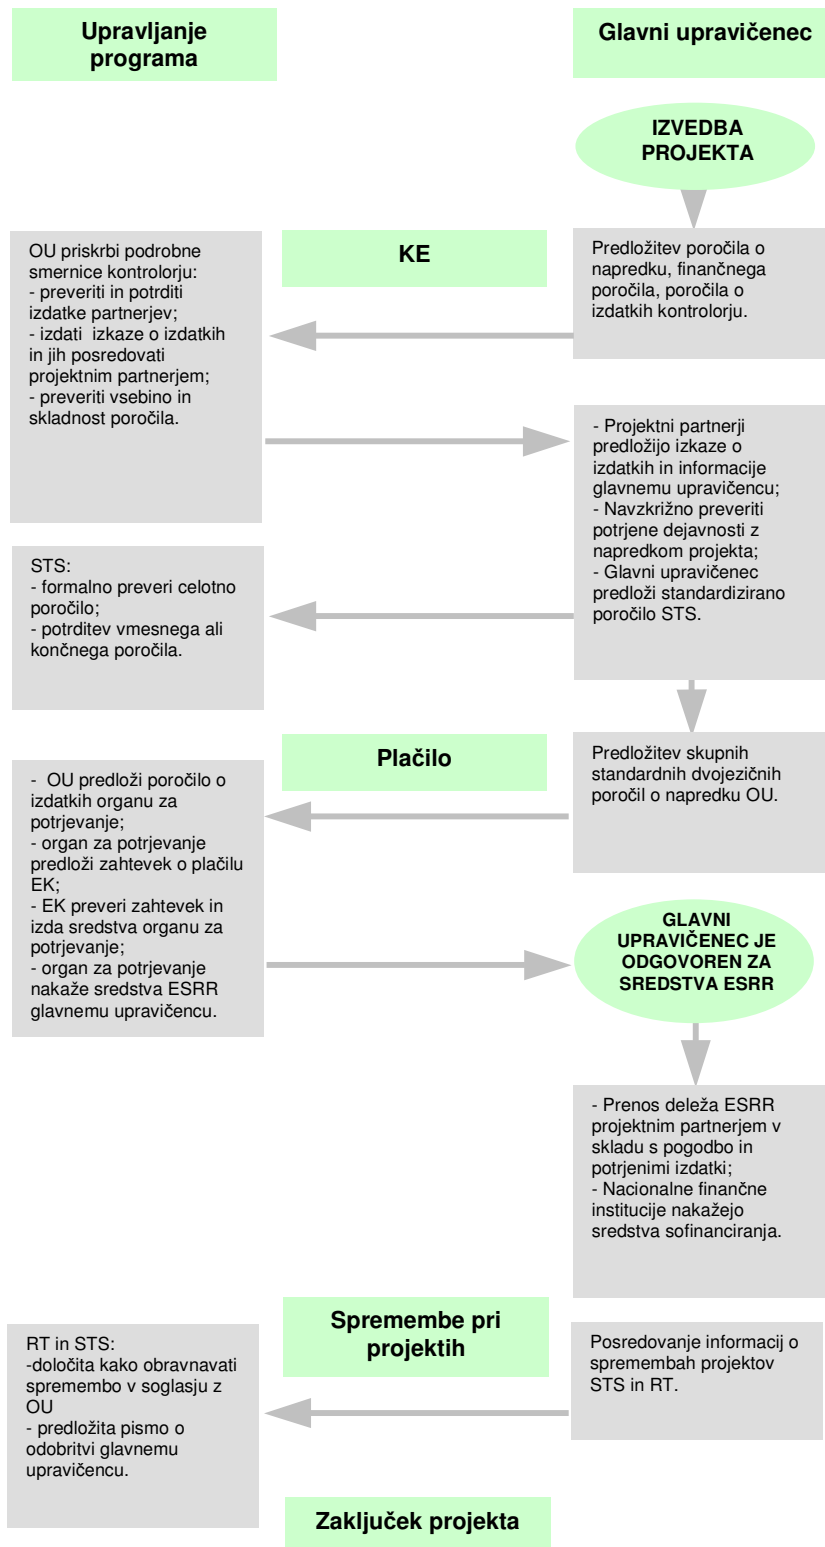 Upravljanje
programa
Glavni upravičenec
IZVEDBA
PROJEKTA
KE
Predložitev poročila o
napredku, finančnega
poročila, poročila o
izdatkih kontrolorju.
OU priskrbi podrobne
smernice kontrolorju:
- preveriti in potrditi
izdatke partnerjev;
- izdati izkaze o izdatkih
in jih posredovati
projektnim partnerjem;
- preveriti vsebino in
skladnost poročila.
- Projektni partnerji
predložijo izkaze o
izdatkih in informacije
glavnemu upravičencu;
- Navzkrižno preveriti
potrjene dejavnosti z
napredkom projekta;
- Glavni upravičenec
predloži standardizirano
poročilo STS.
STS:
- formalno preveri celotno
poročilo;
- potrditev vmesnega ali
končnega poročila.
Plačilo
Predložitev skupnih
standardnih dvojezičnih
poročil o napredku OU.
- OU predloži poročilo o
izdatkih organu za
potrjevanje;
- organ za potrjevanje
predloži zahtevek o plačilu
EK;
- EK preveri zahtevek in
izda sredstva organu za
potrjevanje;
- organ za potrjevanje
nakaže sredstva ESRR
glavnemu upravičencu.
GLAVNI
UPRAVIČENEC JE
ODGOVOREN ZA
SREDSTVA ESRR
- Prenos deleža ESRR
projektnim partnerjem v
skladu s pogodbo in
potrjenimi izdatki;
- Nacionalne finančne
institucije nakažejo
sredstva sofinanciranja.
Spremembe pri
projektih
Posredovanje informacij o
spremembah projektov
STS in RT.
RT in STS:
-določita kako obravnavati
spremembo v soglasju z
OU
- predložita pismo o
odobritvi glavnemu
upravičencu.
Zaključek projekta